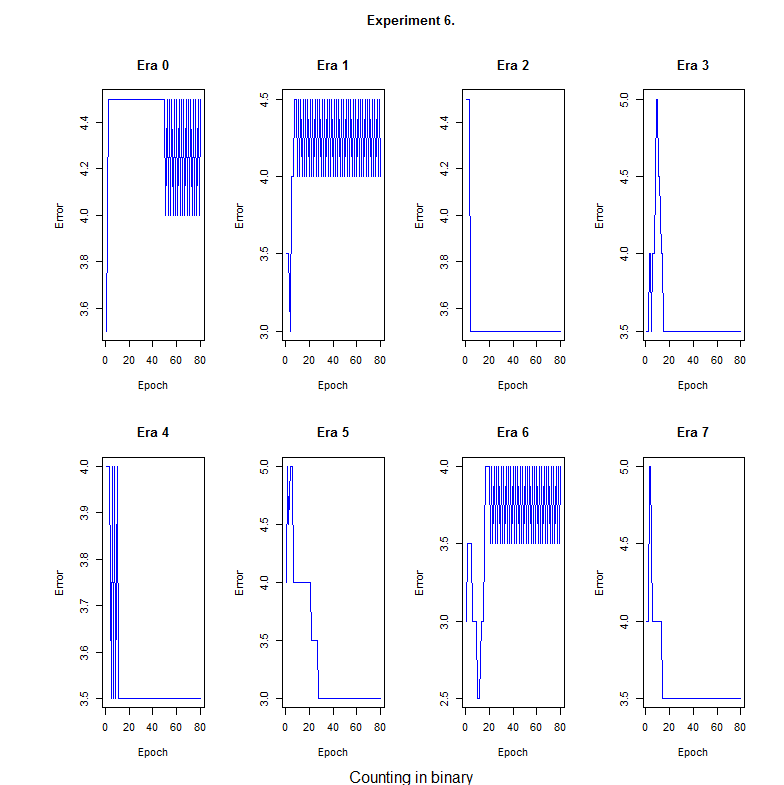 Experiment 6.
Era 0
Era 1
Era 2
Era 3
Error
3.6 3.8 4.0 4.2 4.4
0 20 40 60 80
Epoch
Error
3.0 3.5 4.0 4.5
0 20 40 60 80
Epoch
Error
3.6 3.8 4.0 4.2 4.4
0 20 40 60 80
Epoch
Error
3.5 4.0 4.5 5.0
0 20 40 60 80
Epoch
Era 4
Era 5
Era 6
Era 7
Error
3.5 3.6 3.7 3.8 3.9 4.0
0 20 40 60 80
Epoch
Error
3.0 3.5 4.0 4.5 5.0
0 20 40 60 80
Epoch
Error
2.5 3.0 3.5 4.0
0 20 40 60 80
Epoch
Error
3.5 4.0 4.5 5.0
0 20 40 60 80
Epoch
Counting in binary